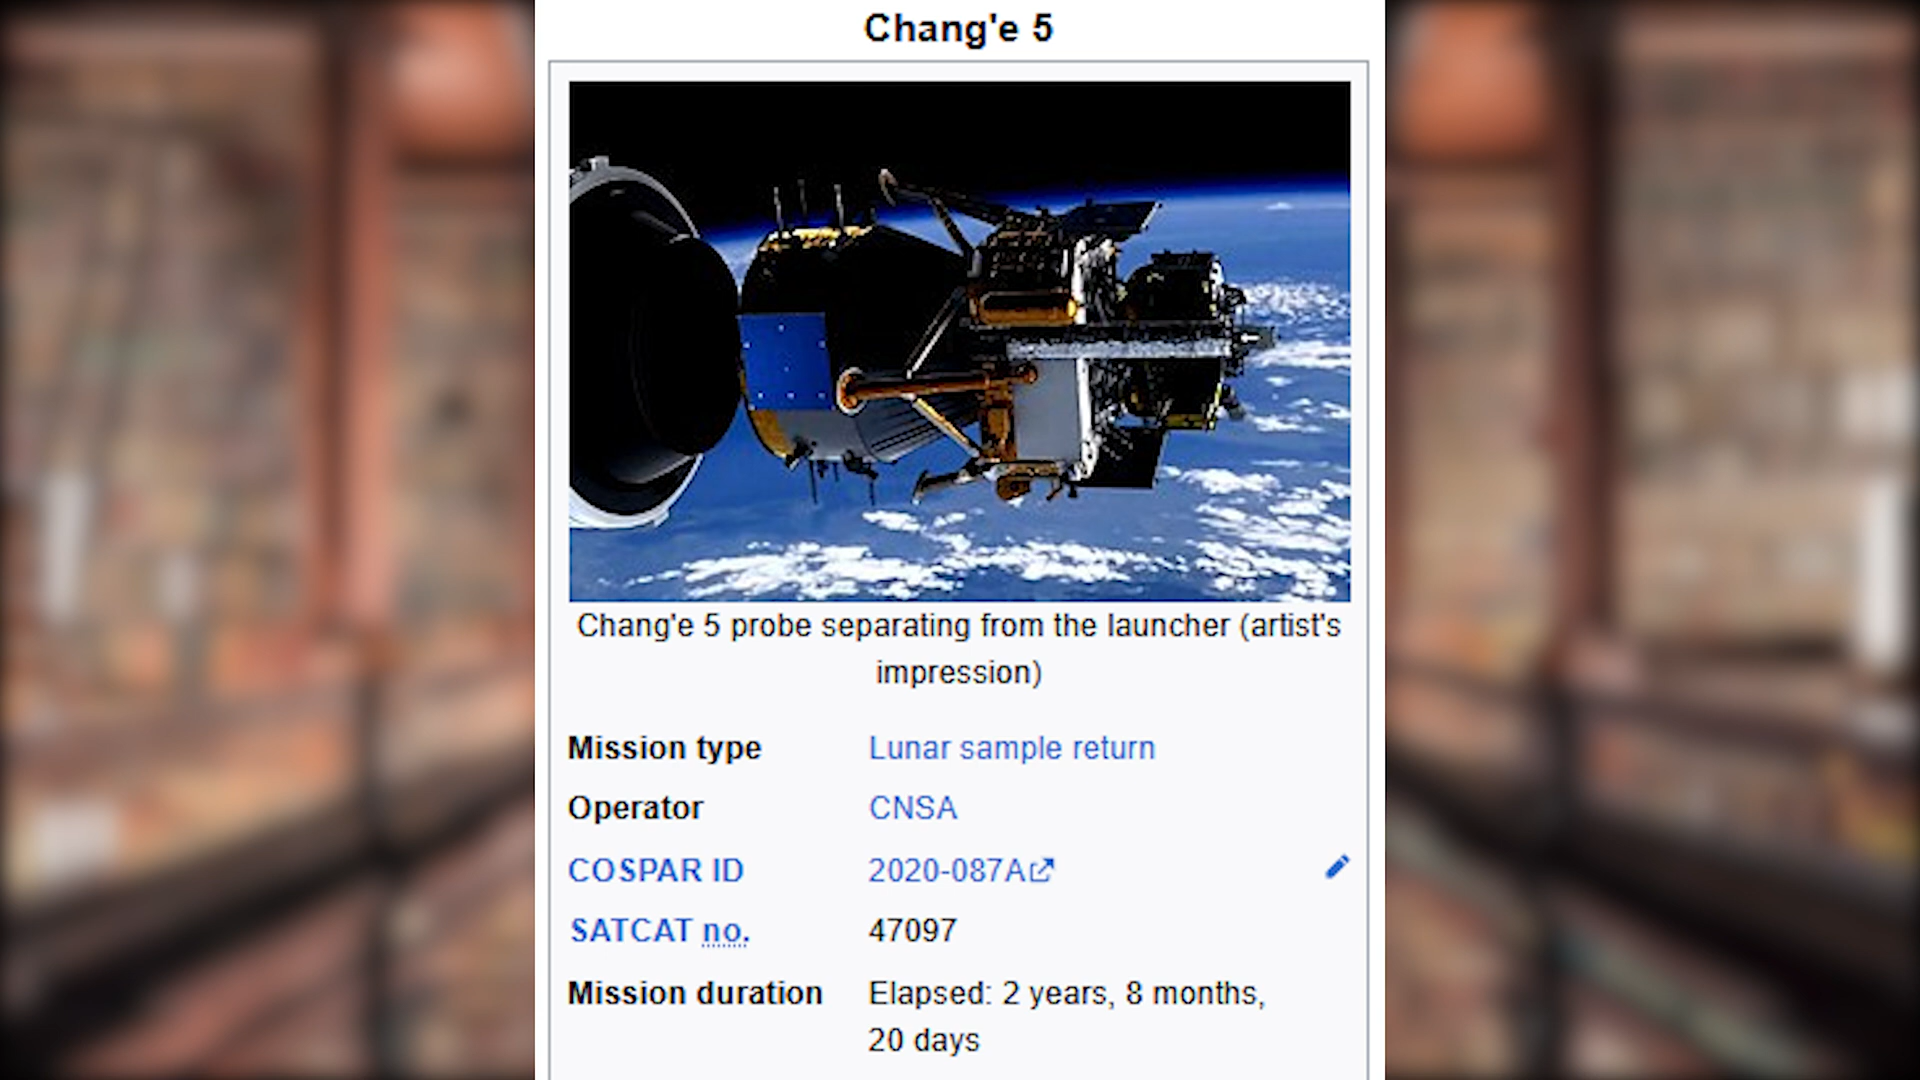 Chang'e 5
Chang'e 5 probe separating from the launcher (artist's
impression)
Mission type Lunar sample return
Operator CNSA
COSPAR ID 2020-087A
SATCAT no. 47097
Mission duration Elapsed: 2 years, 8 months,
20 days